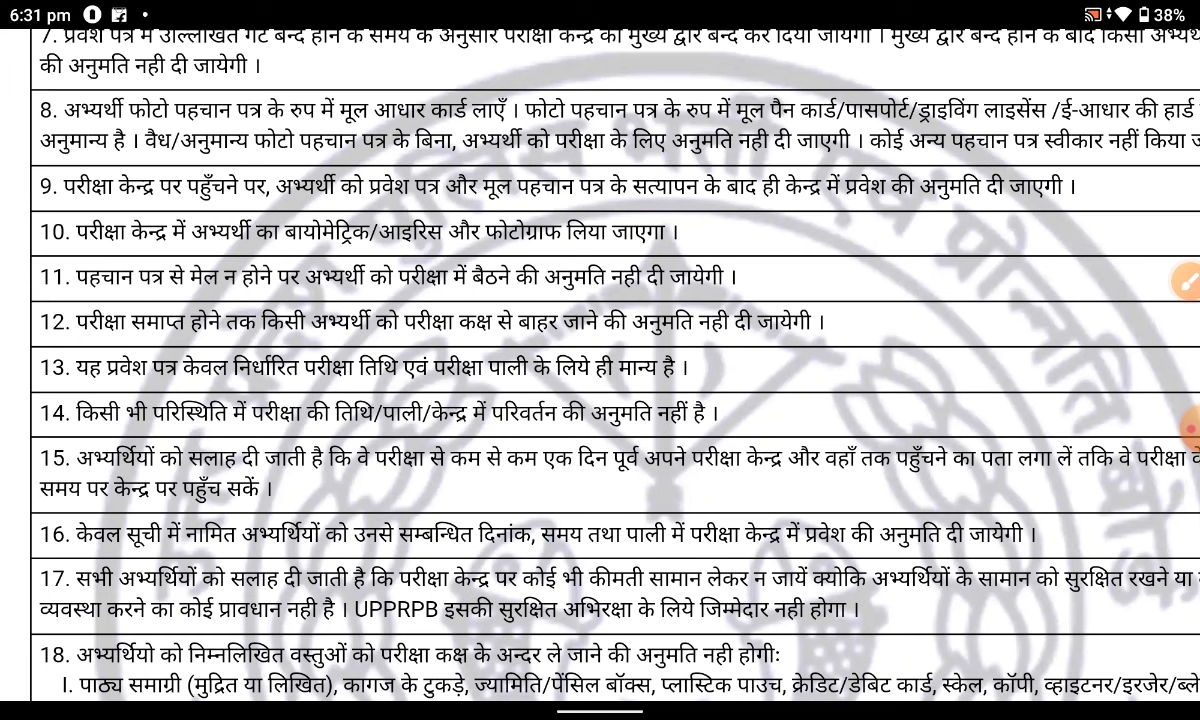 6:31 pm 38%
7. प्रवेश पत्र में उल्लिखित गेट बन्द होने के समय के अनुसार परीक्षा केन्द्र का मुख्य द्वार बन्द कर दिया जायेगा । मुख्य द्वार बन्द होने के बाद किसी
की अनुमति नही दी जायेगी ।
8. अभ्यर्थी फोटो पहचान पत्र के रुप में मूल आधार कार्ड लाएँ । फोटो पहचान पत्र के रुप में मूल पैन कार्ड/पासपोर्ट/ड्राइविंग लाइसेंस /ई-आधार की हार्ड
अनुमान्य है । वैध/अनुमान्य फोटो पहचान पत्र के बिना, अभ्यर्थी को परीक्षा के लिए अनुमति नही दी जाएगी । कोई अन्य पहचान पत्र स्वीकार नहीं किया
9. परीक्षा केन्द्र पर पहुँचने पर, अभ्यर्थी को प्रवेश पत्र और मूल पहचान पत्र के सत्यापन के बाद ही केन्द्र में प्रवेश की अनुमति दी जाएगी ।
10. परीक्षा केन्द्र में अभ्यर्थी का बायोमेट्रिक/आइरिस और फोटोग्राफ लिया जाएगा ।
11. पहचान पत्र से मेल न होने पर अभ्यर्थी को परीक्षा में बैठने की अनुमति नही दी जायेगी ।
12. परीक्षा समाप्त होने तक किसी अभ्यर्थी को परीक्षा कक्ष से बाहर जाने की अनुमति नही दी जायेगी ।
13. यह प्रवेश पत्र केवल निर्धारित परीक्षा तिथि एवं परीक्षा पाली के लिये ही मान्य है ।
14. किसी भी परिस्थिति में परीक्षा की तिथि/पाली/केन्द्र में परिवर्तन की अनुमति नहीं है ।
15. अभ्यर्थियों को सलाह दी जाती है कि वे परीक्षा से कम से कम एक दिन पूर्व अपने परीक्षा केन्द्र और वहाँ तक पहुँचने का पता लगा लें तकि वे परीक्षा
समय पर केन्द्र पर पहुँच सकें ।
16. केवल सूची में नामित अभ्यर्थियों को उनसे सम्बन्धित दिनांक, समय तथा पाली में परीक्षा केन्द्र में प्रवेश की अनुमति दी जायेगी ।
17. सभी अभ्यर्थियों को सलाह दी जाती है कि परीक्षा केन्द्र पर कोई भी कीमती सामान लेकर न जायें क्योकि अभ्यर्थियों के सामान को सुरक्षित रखने या
व्यवस्था करने का कोई प्रावधान नही है । UPPRPB इसकी सुरक्षित अभिरक्षा के लिये जिम्मेदार नही होगा ।
18. अभ्यर्थियो को निम्नलिखित वस्तुओं को परीक्षा कक्ष के अन्दर ले जाने की अनुमति नही होगीः
I. पाठ्य समाग्री (मुद्रित या लिखित), कागज के टुकड़े, ज्यामिति/पेंसिल बॉक्स, प्लास्टिक पाउच, क्रेडिट/डेबिट कार्ड, स्केल, कॉपी, व्हाइटनर/इरजेर/